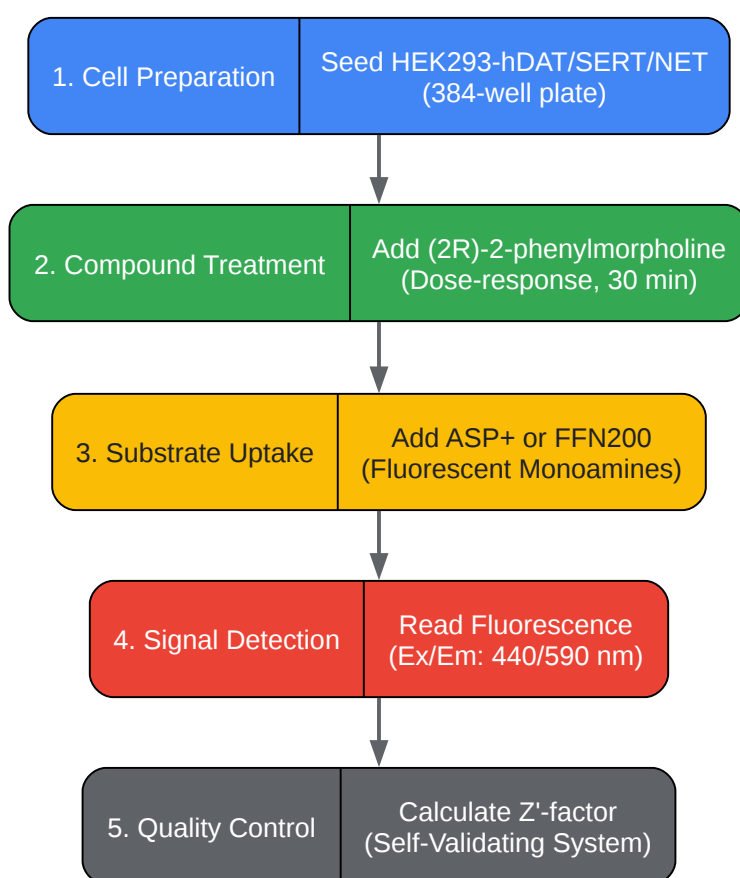 1. Cell Preparation
Seed HEK293-hDAT/SERT/NET
(384-well plate)
2. Compound Treatment
Add (2R)-2-phenylmorpholine
(Dose-response, 30 min)
3. Substrate Uptake
Add ASP+ or FFN200
(Fluorescent Monoamines)
4. Signal Detection
Read Fluorescence
(Ex/Em: 440/590 nm)
5. Quality Control
Calculate Z'-factor
(Self-Validating System)